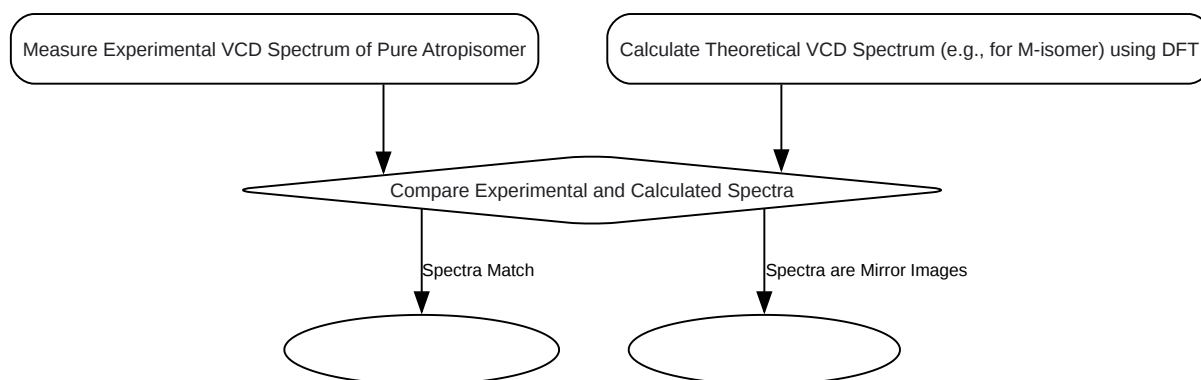 Measure Experimental VCD Spectrum of Pure Atropisomer
Calculate Theoretical VCD Spectrum (e.g., for M-isomer) using DFT
Compare Experimental and Calculated Spectra
Spectra Match
Spectra are Mirror Images